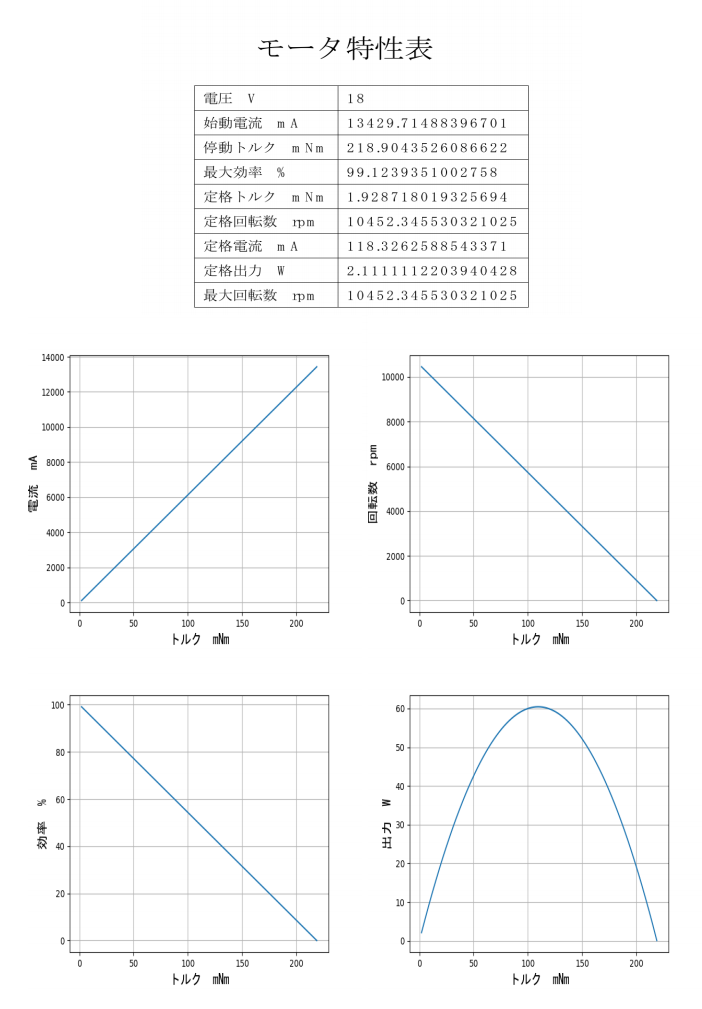 モータ特性表
電圧　V 18
始動電流　mA 13429.71488396701
停動トルク　mNm 218.9043526086622
最大効率　% 99.1239351002758
定格トルク　mNm 1.928718019325694
定格回転数　rpm 10452.345530321025
定格電流　mA 118.3262588543371
定格出力　W 2.1111112203940428
最大回転数　rpm 10452.345530321025
電流　mA
14000
12000
10000
8000
6000
4000
2000
0
0 50 100 150 200
トルク　mNm
回転数　rpm
10000
8000
6000
4000
2000
0
0 50 100 150 200
トルク　mNm
効率　%
100
80
60
40
20
0
0 50 100 150 200
トルク　mNm
出力　W
60
50
40
30
20
10
0
0 50 100 150 200
トルク　mNm